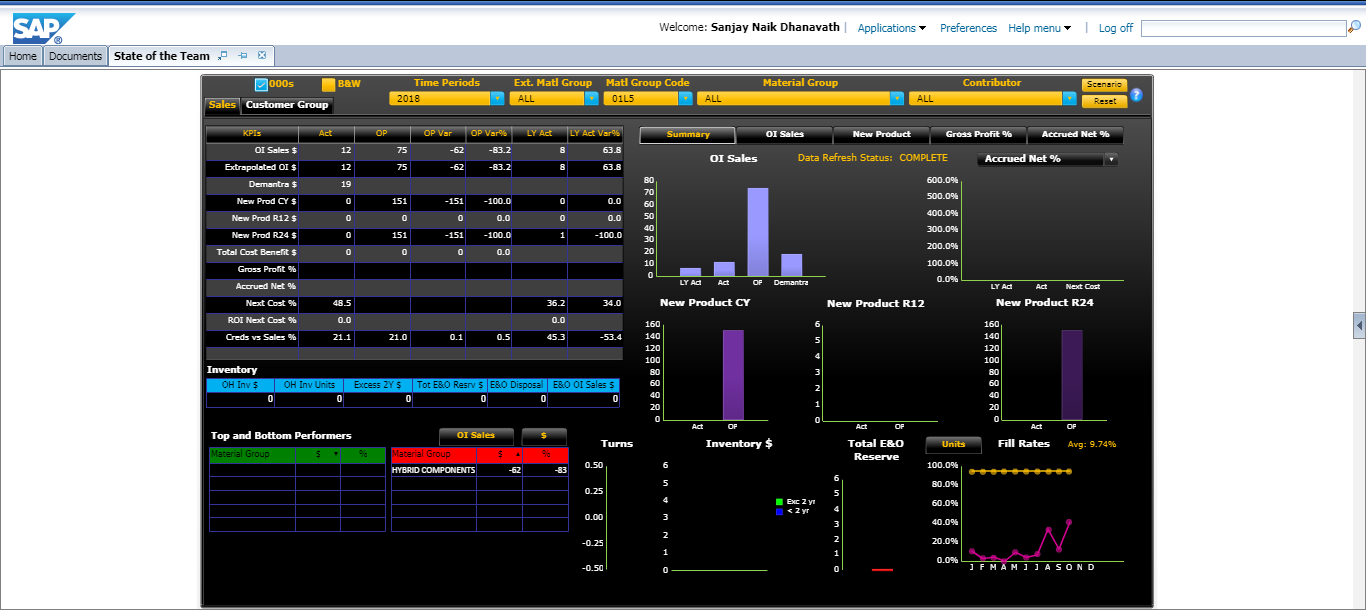 SAP ®
Welcome: Sanjay Naik Dhanavath | Applications Preferences Help menu | Log off
Home Documents State of the Team
000s B&W Time Periods Ext. Matl Group Matl Group Code Material Group Contributor Scenario
2018 ALL 01L5 ALL ALL Reset ?
Sales Customer Group
KPIs Act OP OP Var OP Var% LY Act LY Act Var%
OI Sales $ 12 75 -62 -83.2 8 63.8
Extrapolated OI $ 12 75 -62 -83.2 8 63.8
Demantra $ 19
New Prod CY $ 0 151 -151 -100.0 0 0.0
New Prod R12 $ 0 0 0 0.0 0 0.0
New Prod R24 $ 0 151 -151 -100.0 1 -100.0
Total Cost Benefit $ 0 0 0 0.0
Gross Profit %
Accrued Net %
Next Cost % 48.5 36.2 34.0
ROI Next Cost % 0.0 0.0
Creds vs Sales % 21.1 21.0 0.1 0.5 45.3 -53.4
Inventory
OH Inv $ OH Inv Units Excess 2Y $ Tot E&O Resrv $ E&O Disposal E&O OI Sales $
0 0 0 0 0 0
Top and Bottom Performers OI Sales $
Material Group $ % Material Group $ %
HYBRID COMPONENTS -62 -83
Summary OI Sales New Product Gross Profit % Accrued Net %
OI Sales Data Refresh Status: COMPLETE Accrued Net %
80
70
60
50
40
30
20
10
0
LY Act Act OP Demantra
600.0%
500.0%
400.0%
300.0%
200.0%
100.0%
0.0%
LY Act Act Next Cost
New Product CY
160
140
120
100
80
60
40
20
0
Act OP
New Product R12
6
5
4
3
2
1
0
Act OP
New Product R24
160
140
120
100
80
60
40
20
0
Act OP
Turns
0.50
0.25
0.00
-0.25
-0.50
Inventory $
6
5
4
3
2
1
0
Exc 2 yr
< 2 yr
Total E&O
Reserve
6
5
4
3
2
1
0
Units Fill Rates Avg: 9.74%
100.0%
80.0%
60.0%
40.0%
20.0%
0.0%
J F M A M J J A S O N D